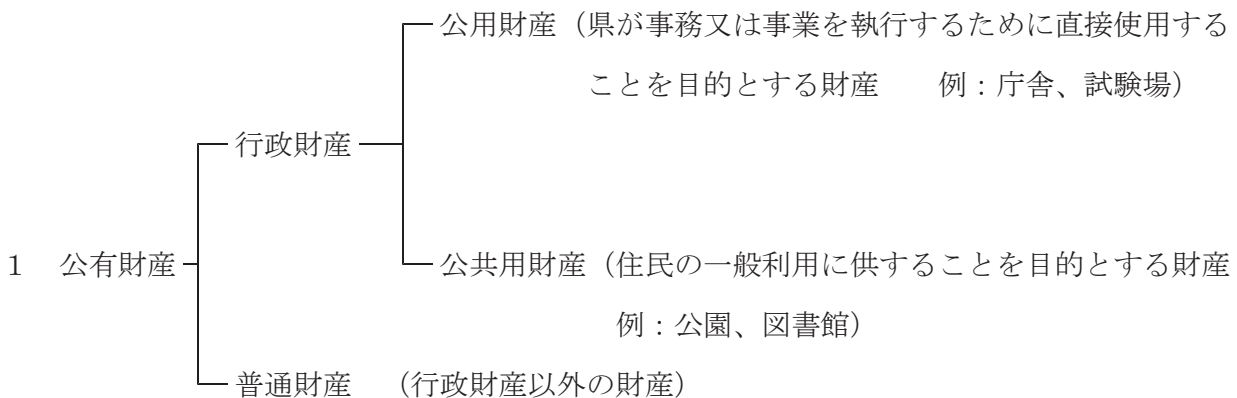 公用財産（県が事務又は事業を執行するために直接使用する
ことを目的とする財産　　例：庁舎、試験場）
行政財産
1　公有財産
公共用財産（住民の一般利用に供することを目的とする財産
例：公園、図書館）
普通財産　（行政財産以外の財産）